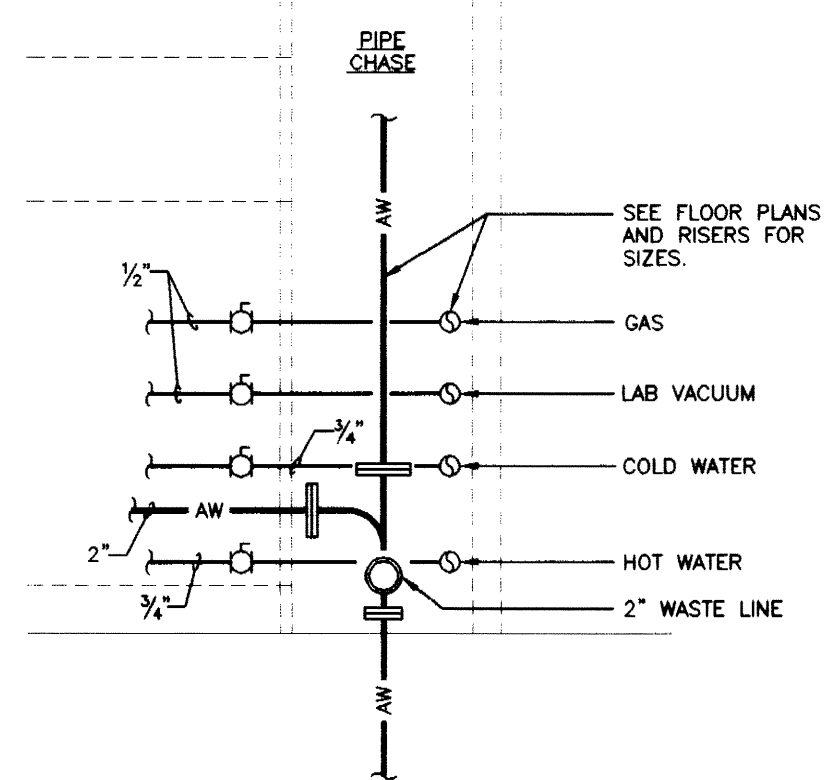 PIPE
CHASE
AW
SEE FLOOR PLANS
AND RISERS FOR
SIZES.
½"
GAS
LAB VACUUM
¾"
COLD WATER
AW
2"
HOT WATER
¾"
2" WASTE LINE
AW